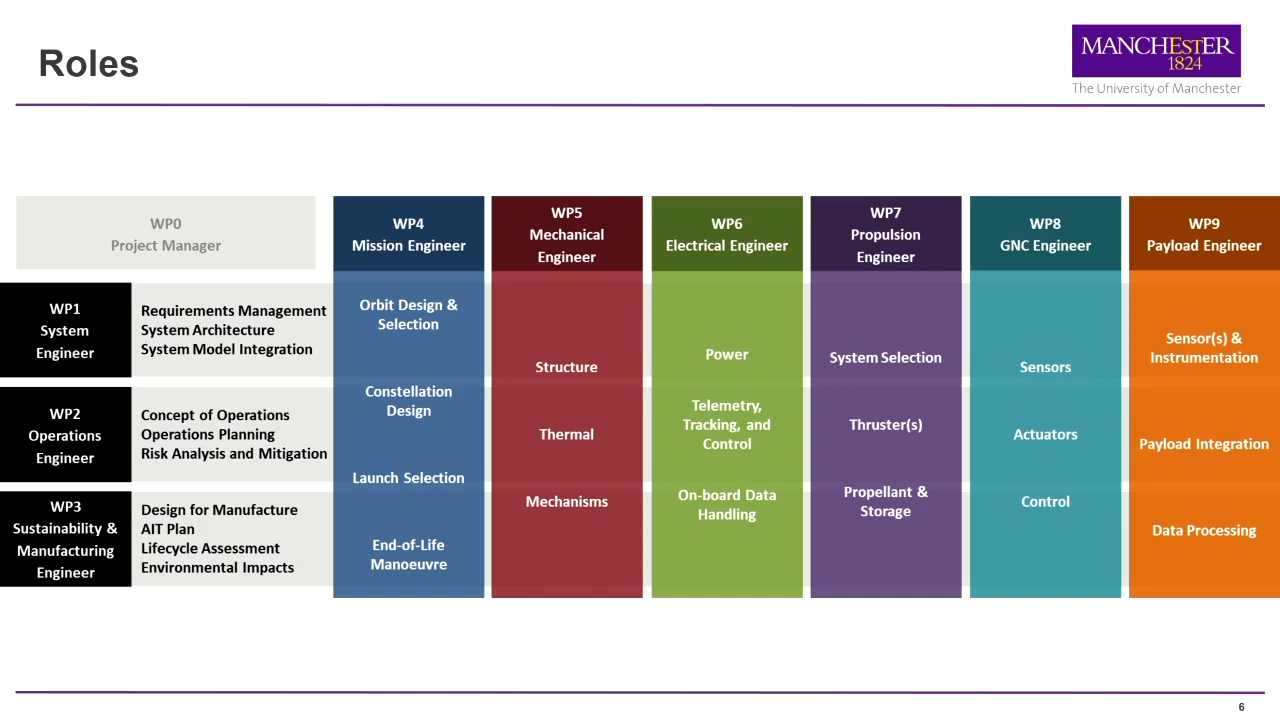 Roles
MANCHESTER
1824
The University of Manchester
WP0
Project Manager
WP4
Mission Engineer
WP5
Mechanical
Engineer
WP6
Electrical Engineer
WP7
Propulsion
Engineer
WP8
GNC Engineer
WP9
Payload Engineer
WP1
System
Engineer
Requirements Management
System Architecture
System Model Integration
WP2
Operations
Engineer
Concept of Operations
Operations Planning
Risk Analysis and Mitigation
WP3
Sustainability &
Manufacturing
Engineer
Design for Manufacture
AIT Plan
Lifecycle Assessment
Environmental Impacts
Orbit Design &
Selection
Constellation
Design
Launch Selection
End-of-Life
Manoeuvre
Structure
Thermal
Mechanisms
Power
Telemetry,
Tracking, and
Control
On-board Data
Handling
System Selection
Thruster(s)
Propellant &
Storage
Sensors
Actuators
Control
Sensor(s) &
Instrumentation
Payload Integration
Data Processing
6